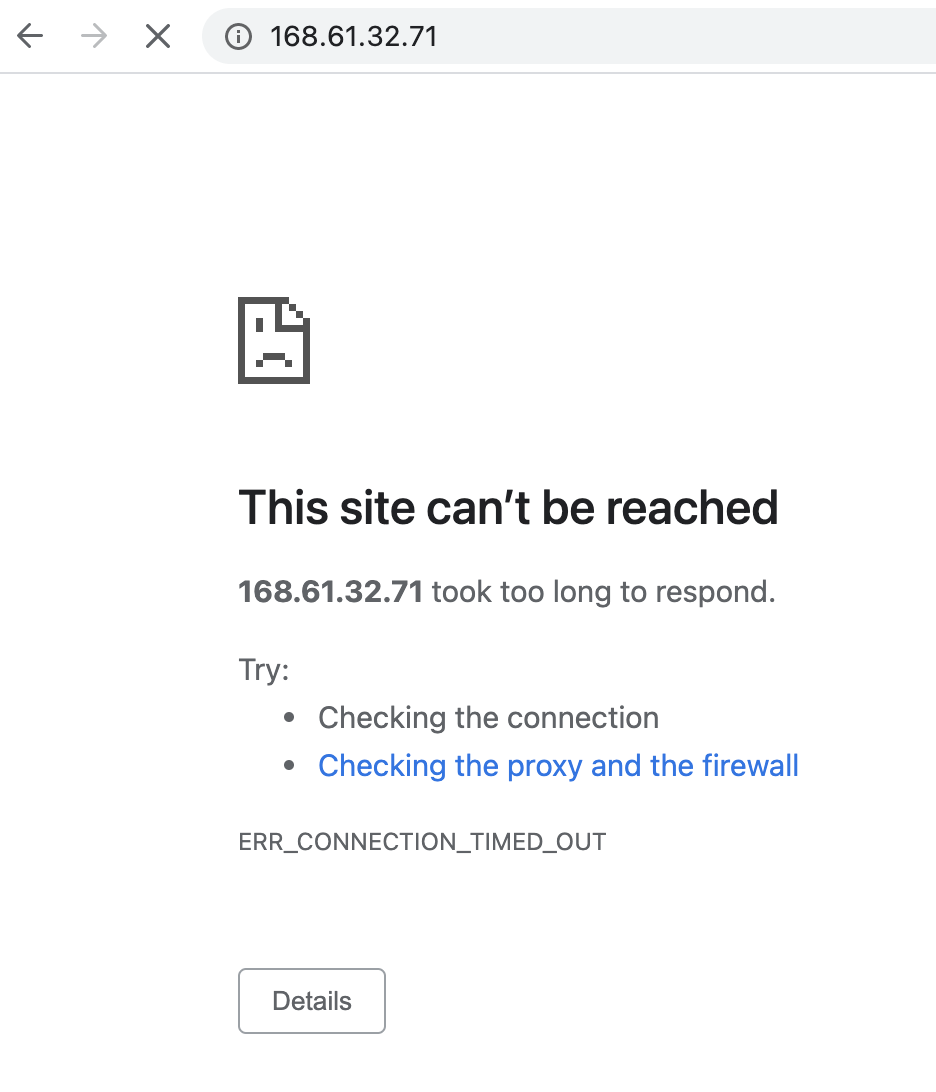 168.61.32.71
This site can’t be reached
168.61.32.71 took too long to respond.
Try:
• Checking the connection
• Checking the proxy and the firewall
ERR_CONNECTION_TIMED_OUT
Details